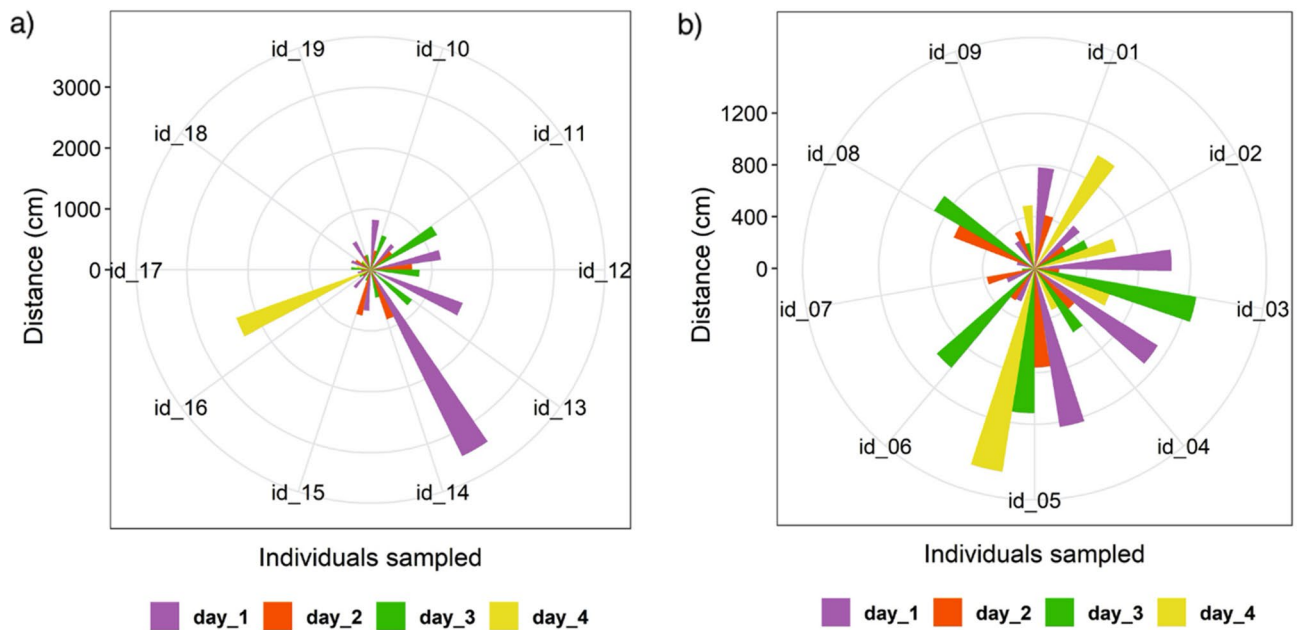 a)
id_19
id_10
3000
id_18
id_11
2000
1000
0
id_17
id_12
id_16
id_13
id_15
id_14
Distance (cm)
Individuals sampled
day_1 day_2 day_3 day_4
b)
id_09
id_01
1200
id_08
id_02
800
400
0
id_07
id_03
id_06
id_04
id_05
Distance (cm)
Individuals sampled
day_1 day_2 day_3 day_4